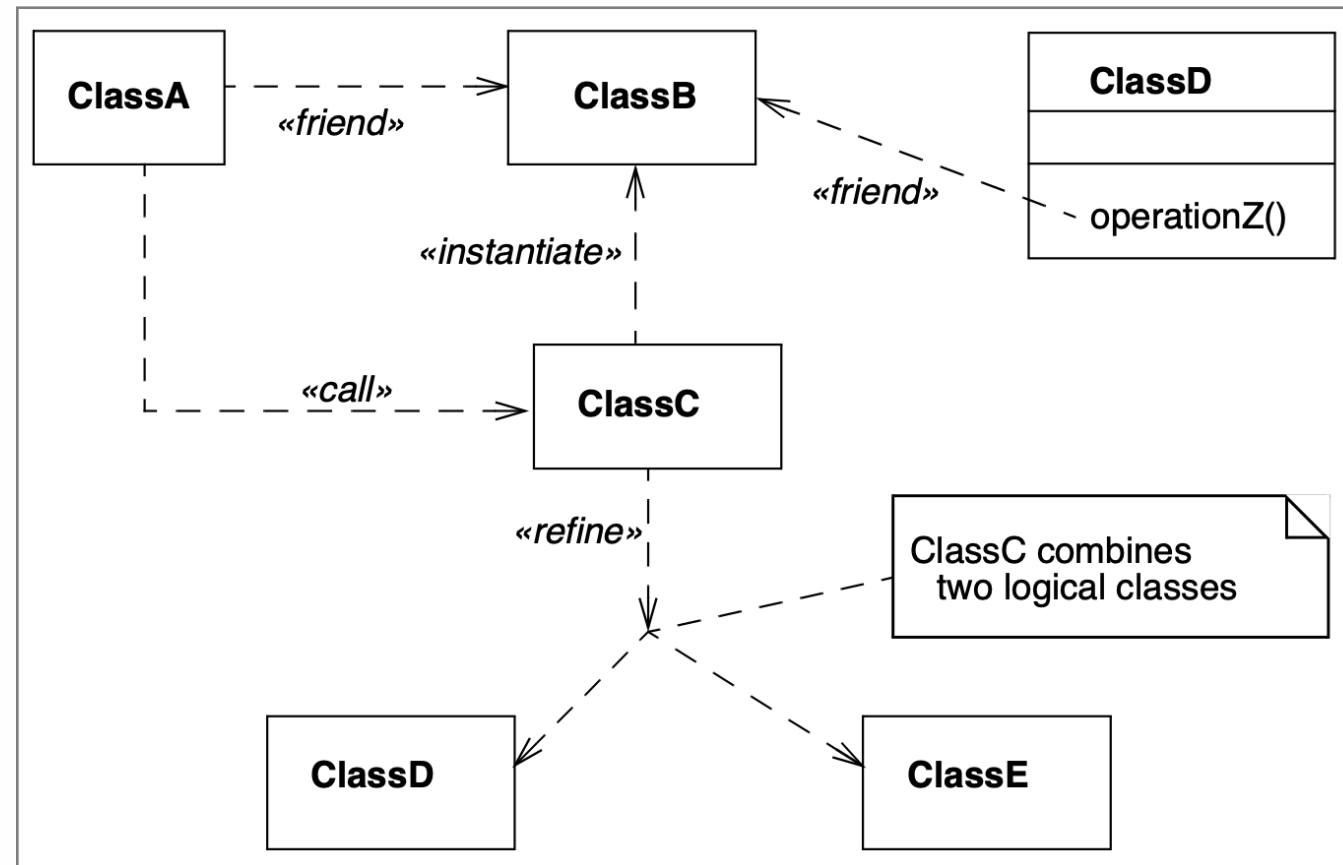 ClassA
«friend»
ClassB
ClassD
«friend»
operationZ()
«instantiate»
«call»
ClassC
«refine»
ClassC combines
two logical classes
ClassD
ClassE